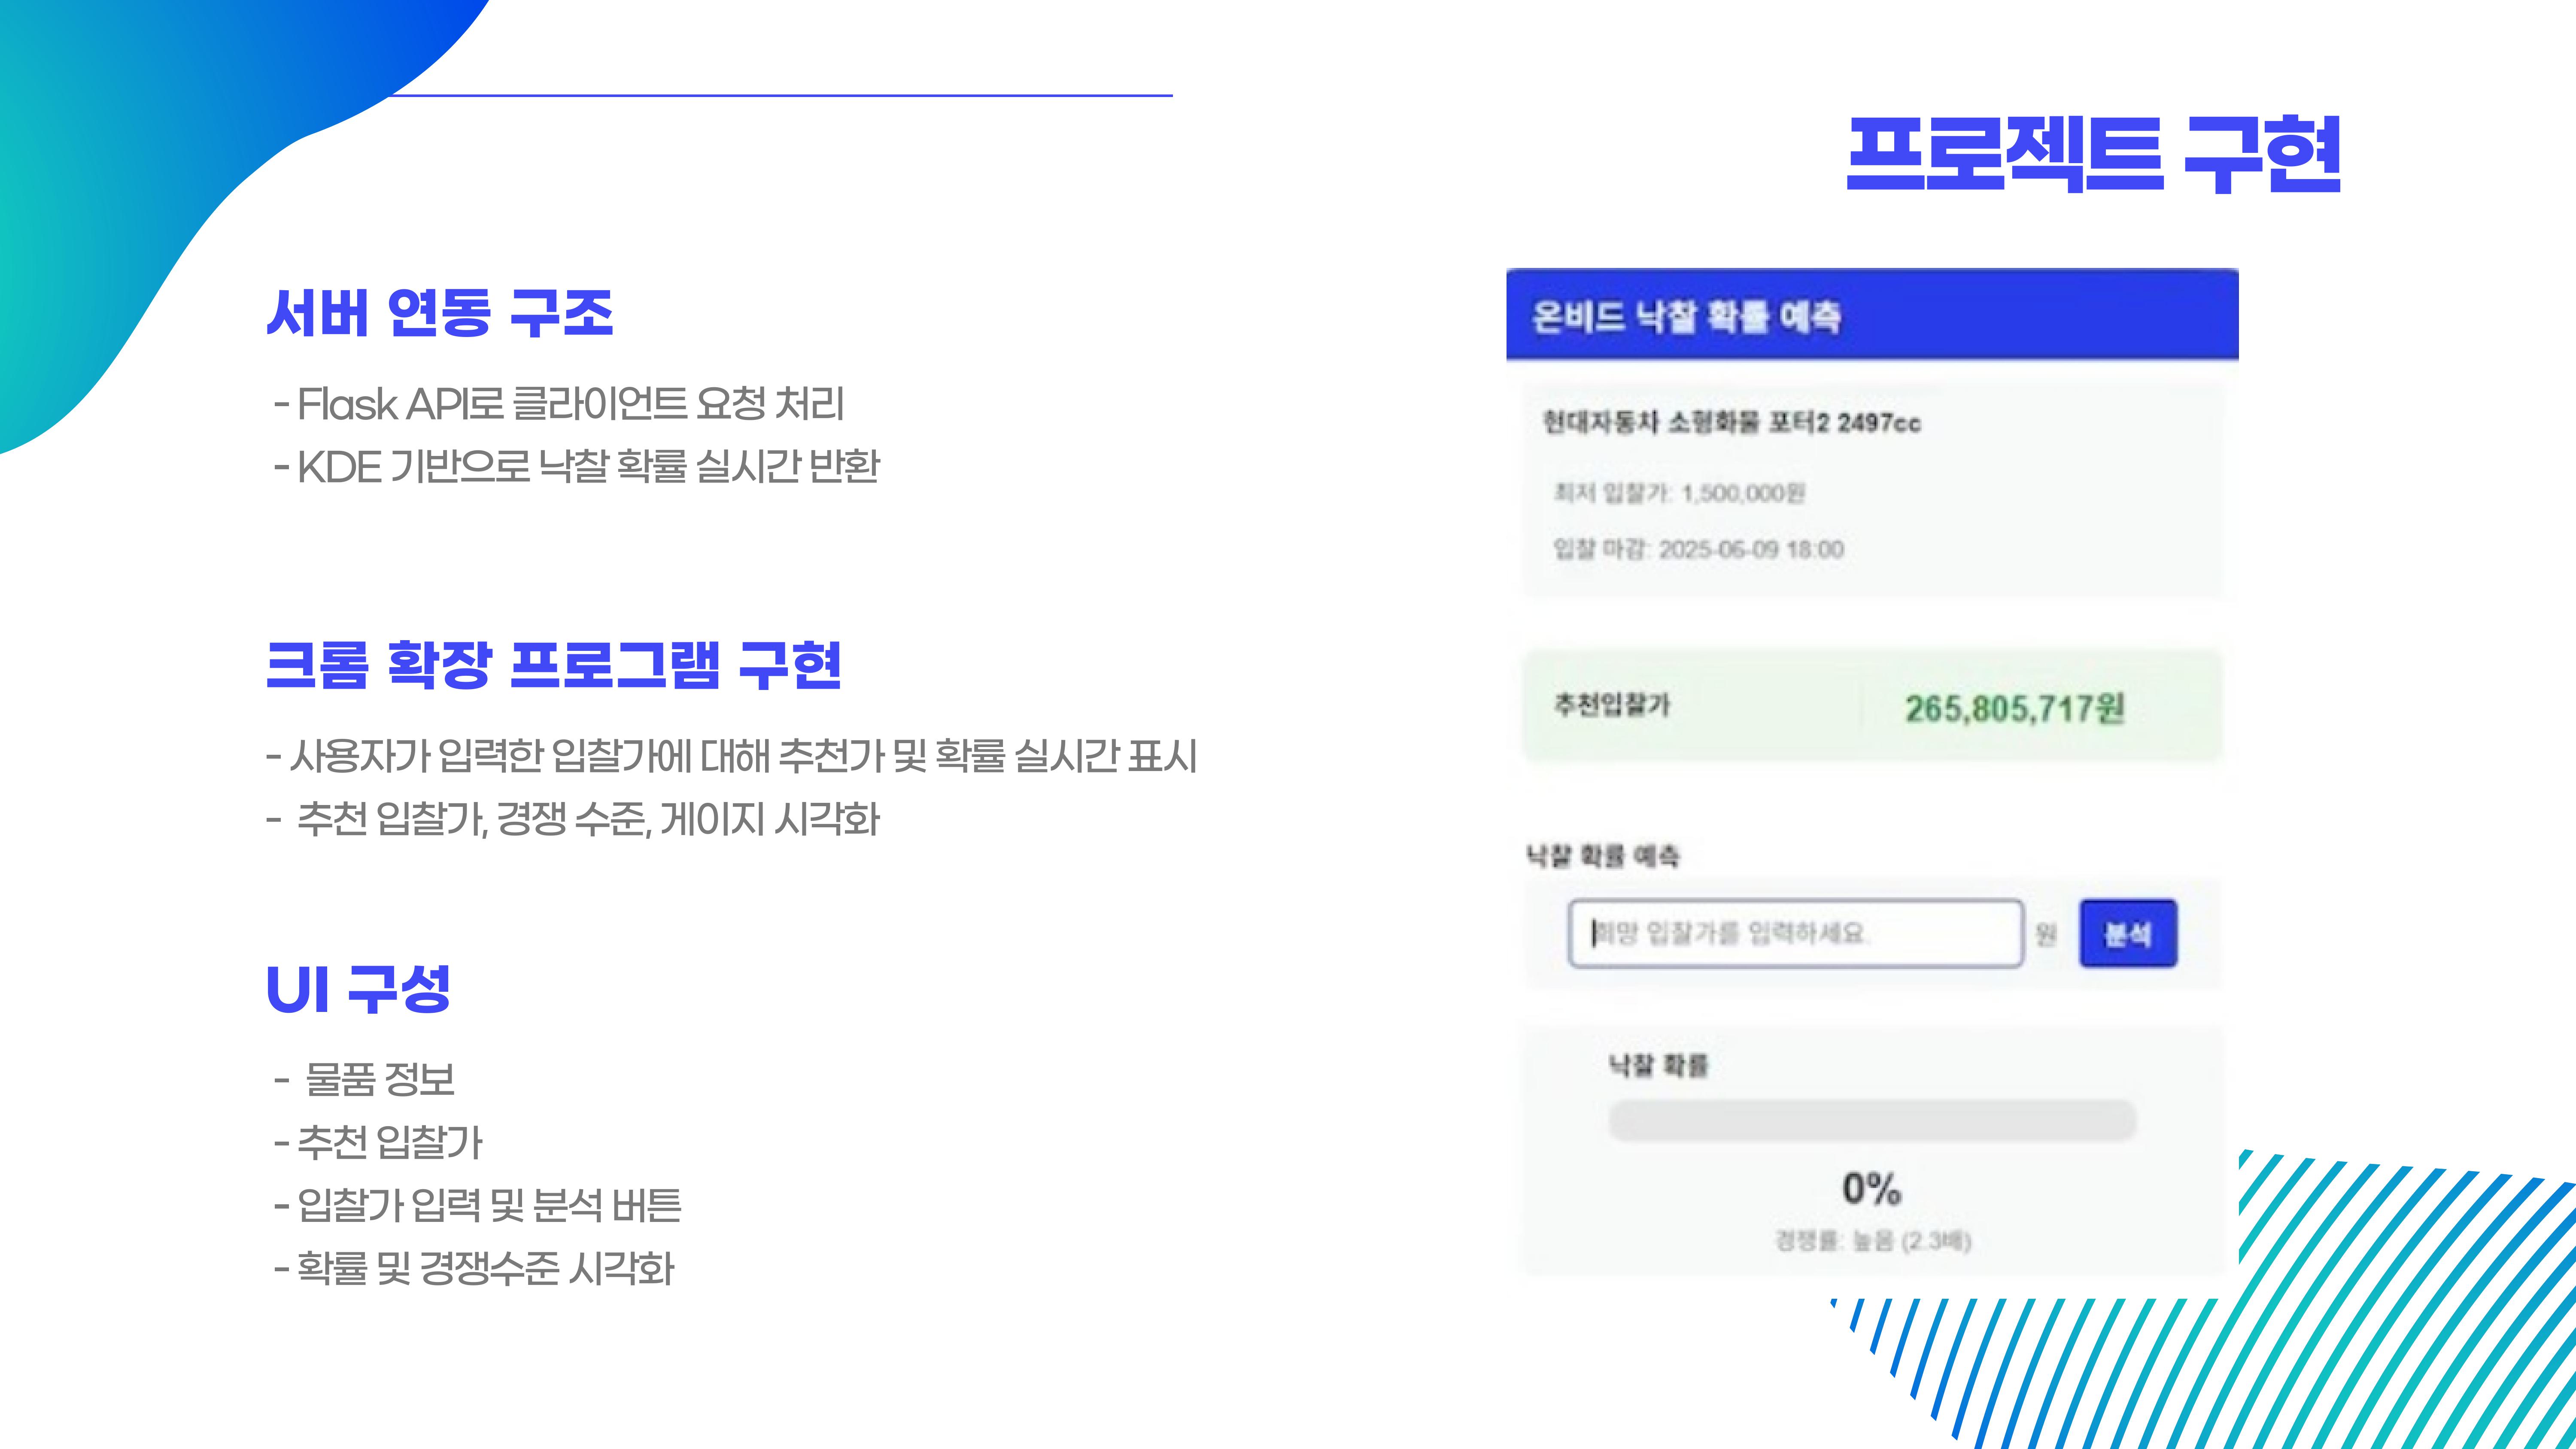 프로젝트 구현
서버 연동 구조
- Flask API로 클라이언트 요청 처리
- KDE 기반으로 낙찰 확률 실시간 반환
크롬 확장 프로그램 구현
- 사용자가 입력한 입찰가에 대해 추천가 및 확률 실시간 표시
- 추천 입찰가, 경쟁 수준, 게이지 시각화
UI 구성
- 물품 정보
- 추천 입찰가
- 입찰가 입력 및 분석 버튼
- 확률 및 경쟁수준 시각화
온비드 낙찰 확률 예측
현대자동차 소형화물 포터2 2497cc
최저 입찰가: 1,500,000원
입찰 마감: 2025-06-09 18:00
추천입찰가 265,805,717원
낙찰 확률 예측
희망 입찰가를 입력하세요. 원 분석
낙찰 확률
0%
경쟁률: 높음 (2.3배)